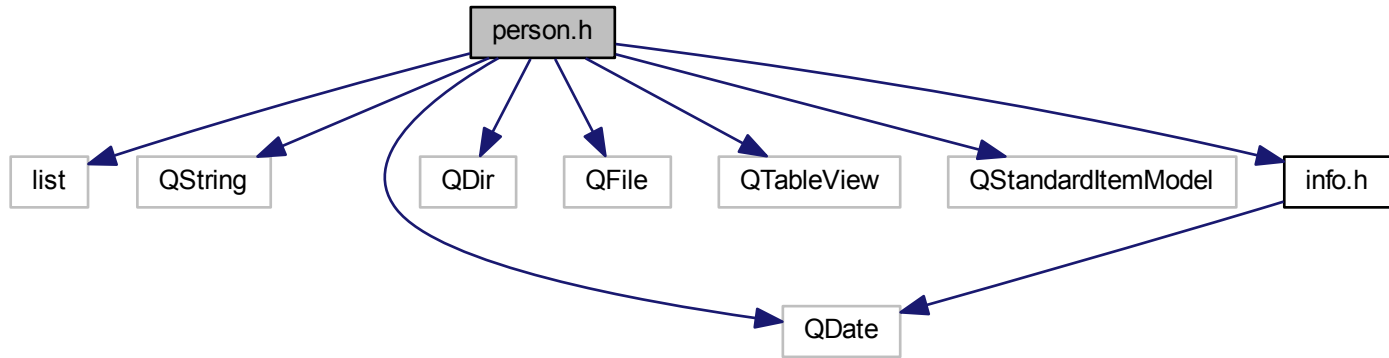 person.h
list
QString
QDir
QFile
QTableView
QStandardItemModel
info.h
QDate